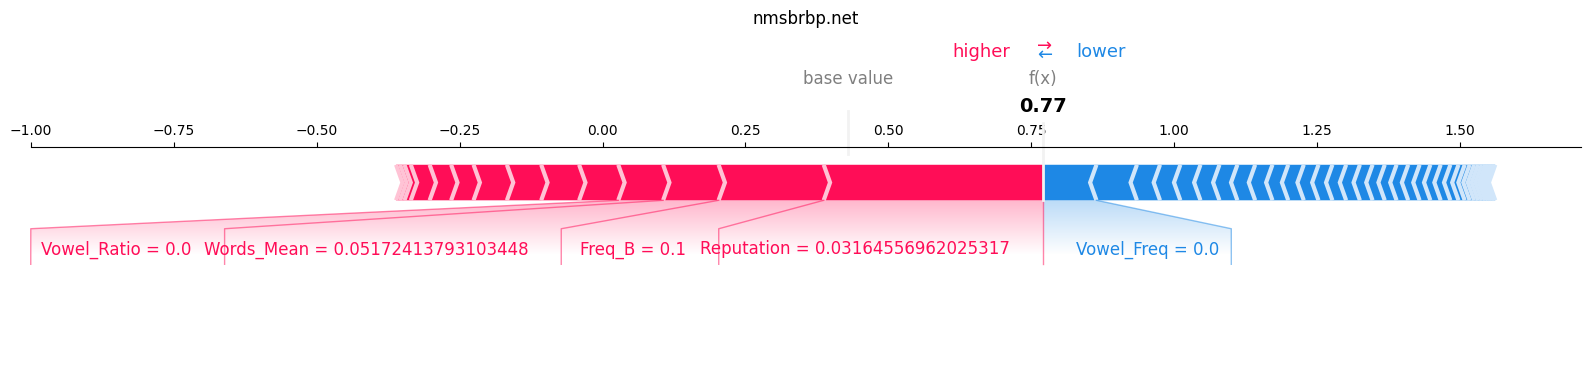 nmsbrbp.net
higher → lower
←
base value f(x)
0.77
−1.00 −0.75 −0.50 −0.25 0.00 0.25 0.50 0.75 1.00 1.25 1.50
Vowel_Ratio = 0.0 Words_Mean = 0.05172413793103448 Freq_B = 0.1 Reputation = 0.03164556962025317 Vowel_Freq = 0.0